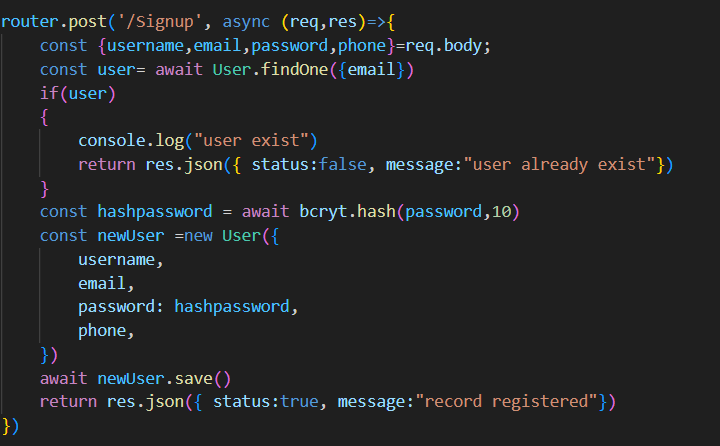 router.post('/Signup', async (req,res)=>{
    const {username,email,password,phone}=req.body;
    const user= await User.findOne({email})
    if(user)
    {
        console.log("user exist")
        return res.json({ status:false, message:"user already exist"})
    }
    const hashpassword = await bcryt.hash(password,10)
    const newUser =new User({
        username,
        email,
        password: hashpassword,
        phone,
    })
    await newUser.save()
    return res.json({ status:true, message:"record registered"})
})